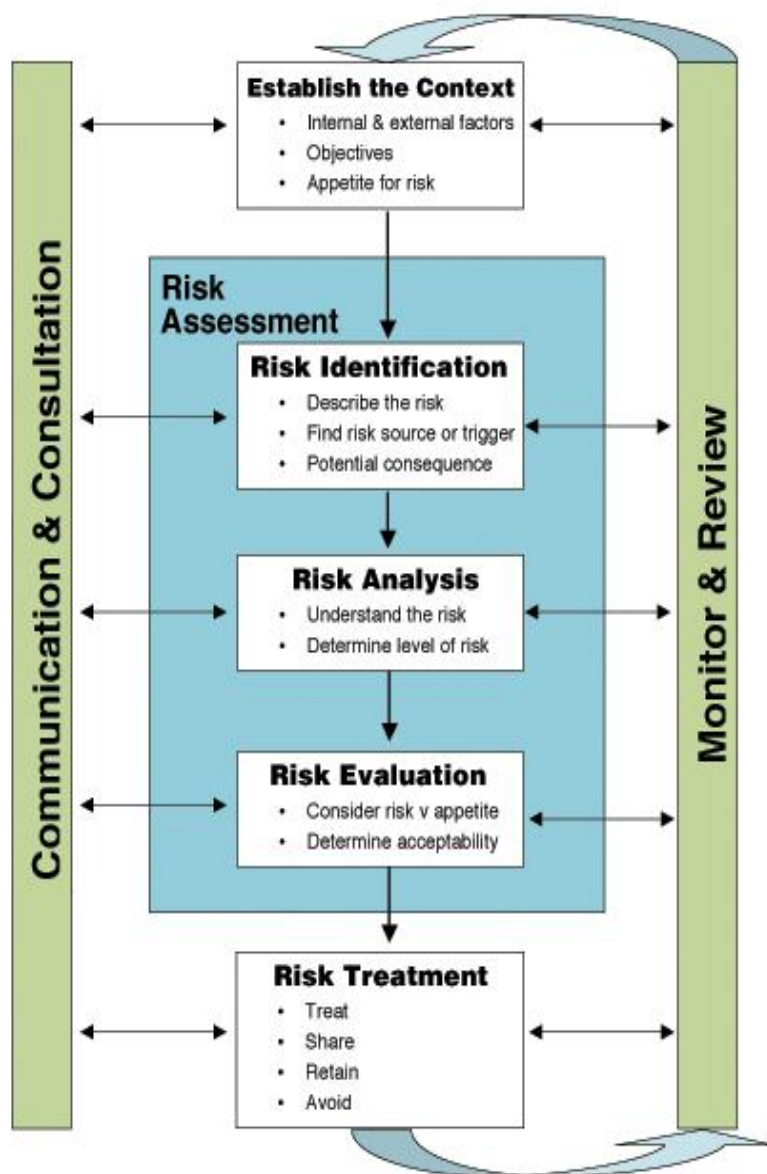 Establish the Context
• Internal & external factors
• Objectives
• Appetite for risk
Communication & Consultation
Monitor & Review
Risk
Assessment
Risk Identification
• Describe the risk
• Find risk source or trigger
• Potential consequence
Risk Analysis
• Understand the risk
• Determine level of risk
Risk Evaluation
• Consider risk v appetite
• Determine acceptability
Risk Treatment
• Treat
• Share
• Retain
• Avoid